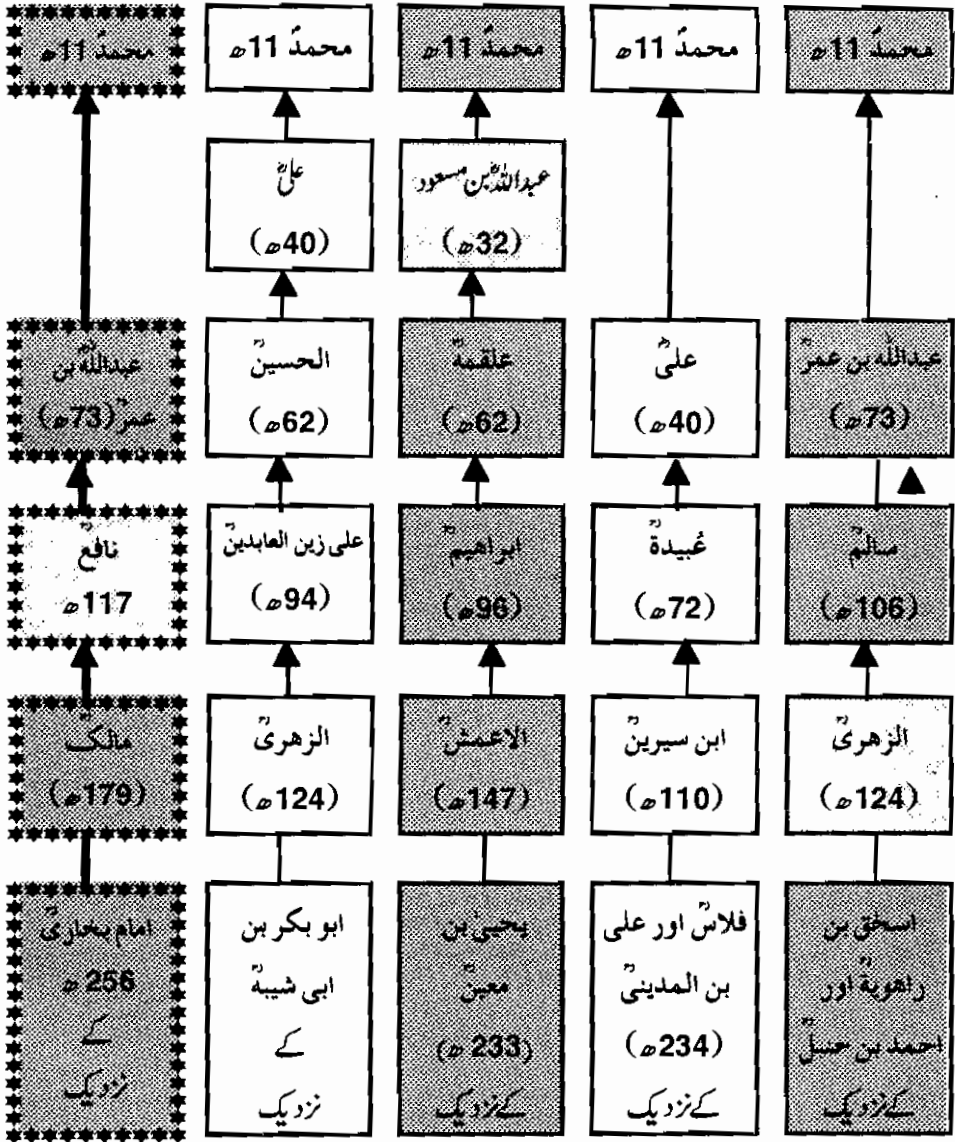 محمدؐ 11ھ
محمدؐ 11ھ
محمدؐ 11ھ
محمدؐ 11ھ
محمدؐ 11ھ
عبداللہؓ بن مسعود
(32ھ)
علیؓ
(40ھ)
عبداللہ بن عمرؓ
(73ھ)
علیؓ
(40ھ)
علقمہؒ
(62ھ)
الحسینؓ
(62ھ)
عبداللہؓ بن
عمرؓ (73ھ)
سالمؒ
(106ھ)
عُبیدۃؒ
(72ھ)
ابراھیمؒ
(96ھ)
علی زین العابدینؒ
(94ھ)
نافعؒ
117ھ
الزھریؒ
(124ھ)
ابن سیرینؒ
(110ھ)
الاعمشؒ
(147ھ)
الزھریؒ
(124ھ)
مالکؒ
(179ھ)
اسحٰق بن
راھویۃؒ اور
احمد بن حنبلؒ
کے نزدیک
فلاسؒ اور علی
بن المدینیؒ
(234ھ)
کے نزدیک
یحییٰ بن
معینؒ
(233 ھ)
کے نزدیک
ابو بکر بن
ابی شیبہؒ
کے
نزدیک
امام بخاریؒ
256 ھ
کے
نزدیک